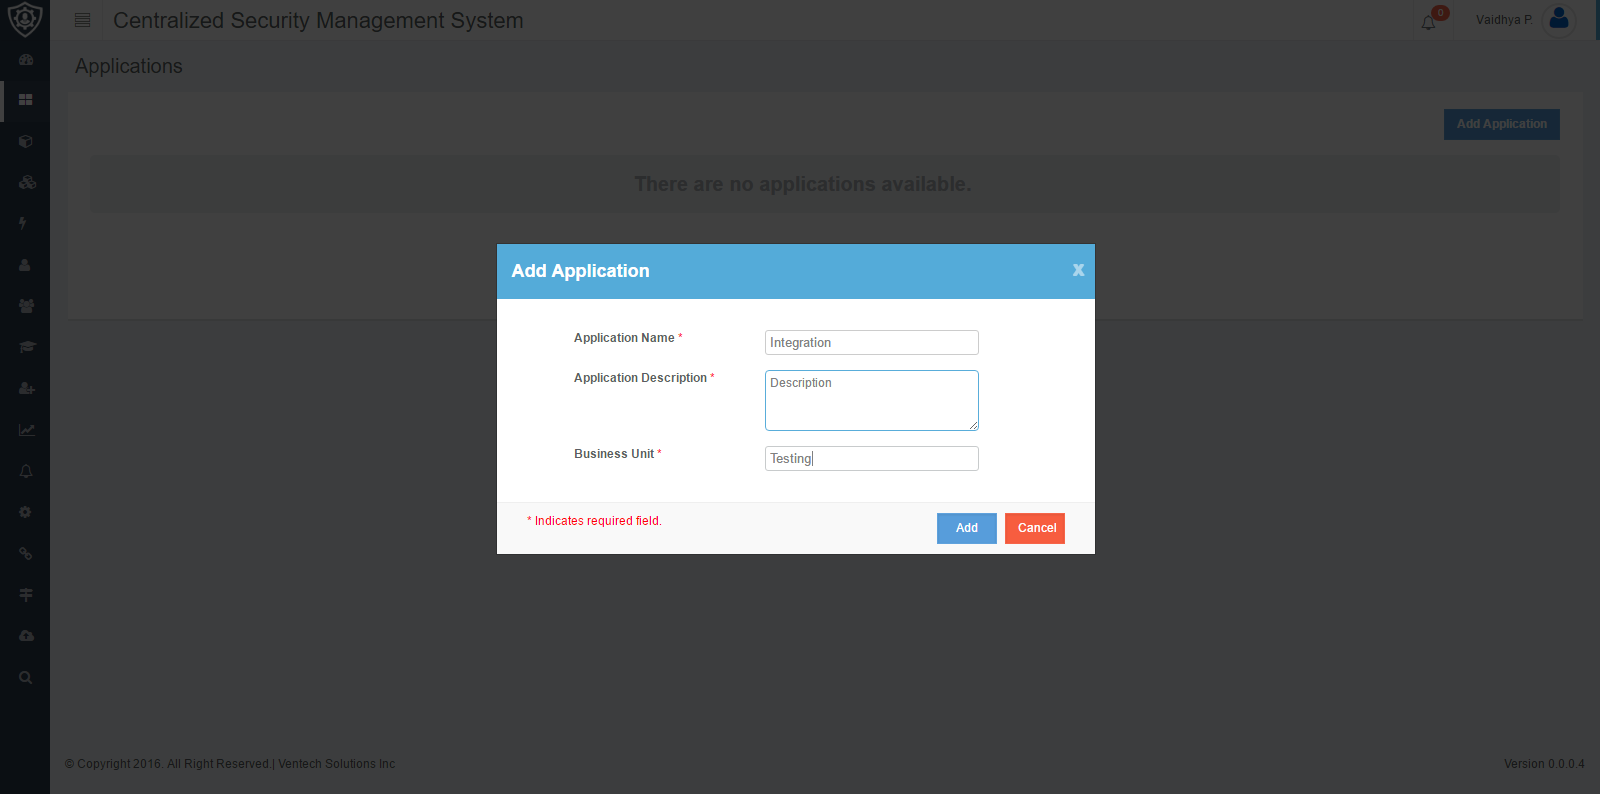 Centralized Security Management System
0
Vaidhya P.
Applications
Add Application
There are no applications available.
Add Application
x
Application Name *
Integration
Application Description *
Description
Business Unit *
Testing
* Indicates required field.
Add
Cancel
© Copyright 2016. All Right Reserved.| Ventech Solutions Inc
Version 0.0.0.4